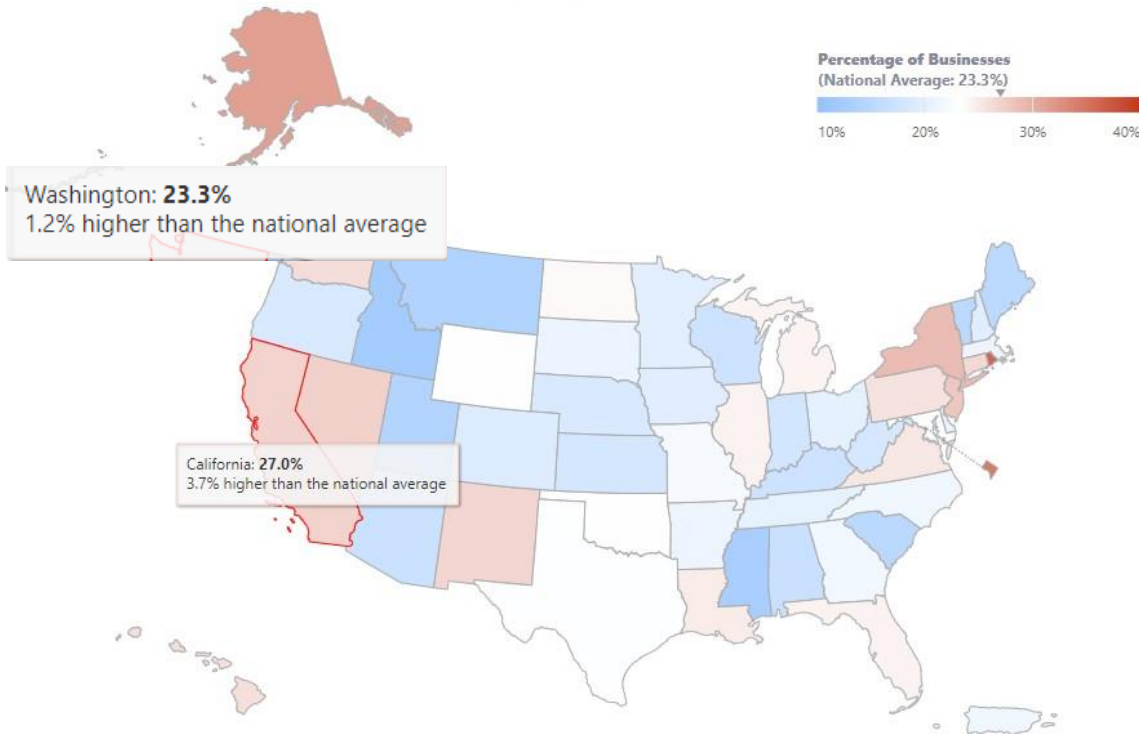 Percentage of Businesses
(National Average: 23.3%)
10% 20% 30% 40%
Washington: 23.3%
1.2% higher than the national average
California: 27.0%
3.7% higher than the national average